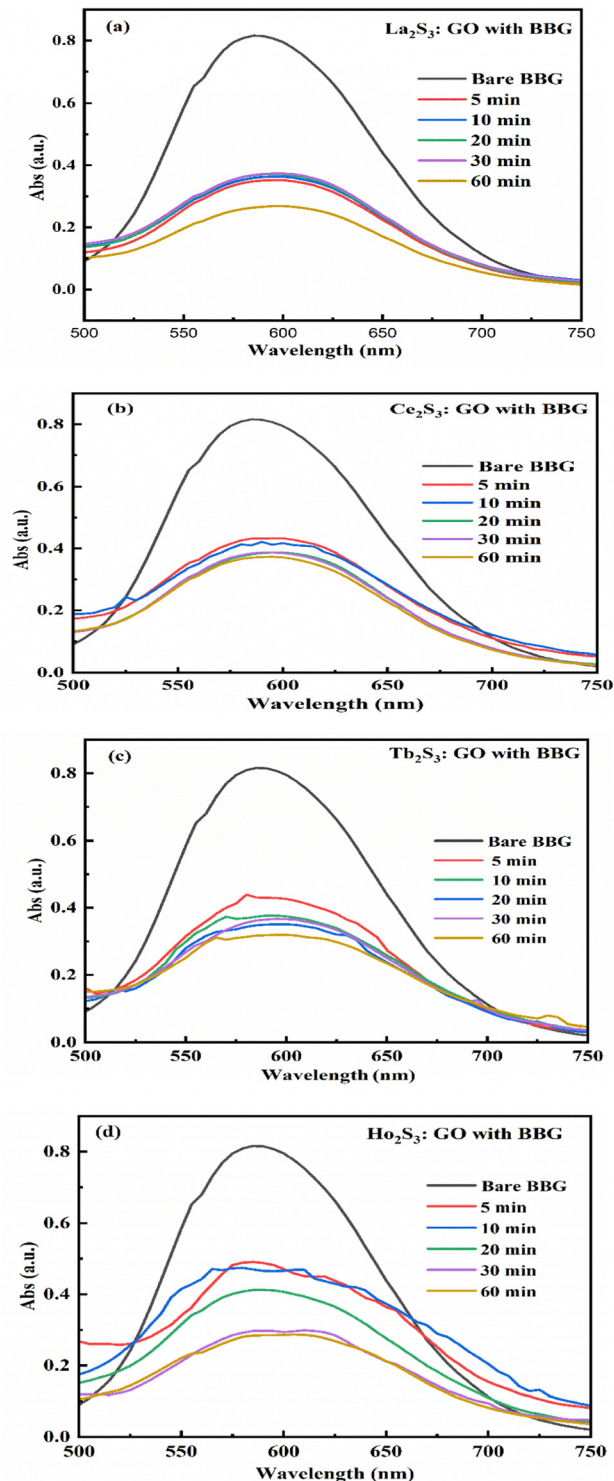 (a)
La₂S₃: GO with BBG
Bare BBG
5 min
10 min
20 min
30 min
60 min
0.8
0.6
0.4
0.2
0.0
Abs (a.u.)
500 550 600 650 700 750
Wavelength (nm)
(b)
Ce₂S₃: GO with BBG
Bare BBG
5 min
10 min
20 min
30 min
60 min
0.8
0.6
0.4
0.2
0.0
Abs (a.u.)
500 550 600 650 700 750
Wavelength (nm)
(c)
Tb₂S₃: GO with BBG
Bare BBG
5 min
10 min
20 min
30 min
60 min
0.8
0.6
0.4
0.2
0.0
Abs (a.u.)
500 550 600 650 700 750
Wavelength (nm)
(d)
Ho₂S₃: GO with BBG
Bare BBG
5 min
10 min
20 min
30 min
60 min
0.8
0.6
0.4
0.2
0.0
Abs (a.u.)
500 550 600 650 700 750
Wavelength (nm)